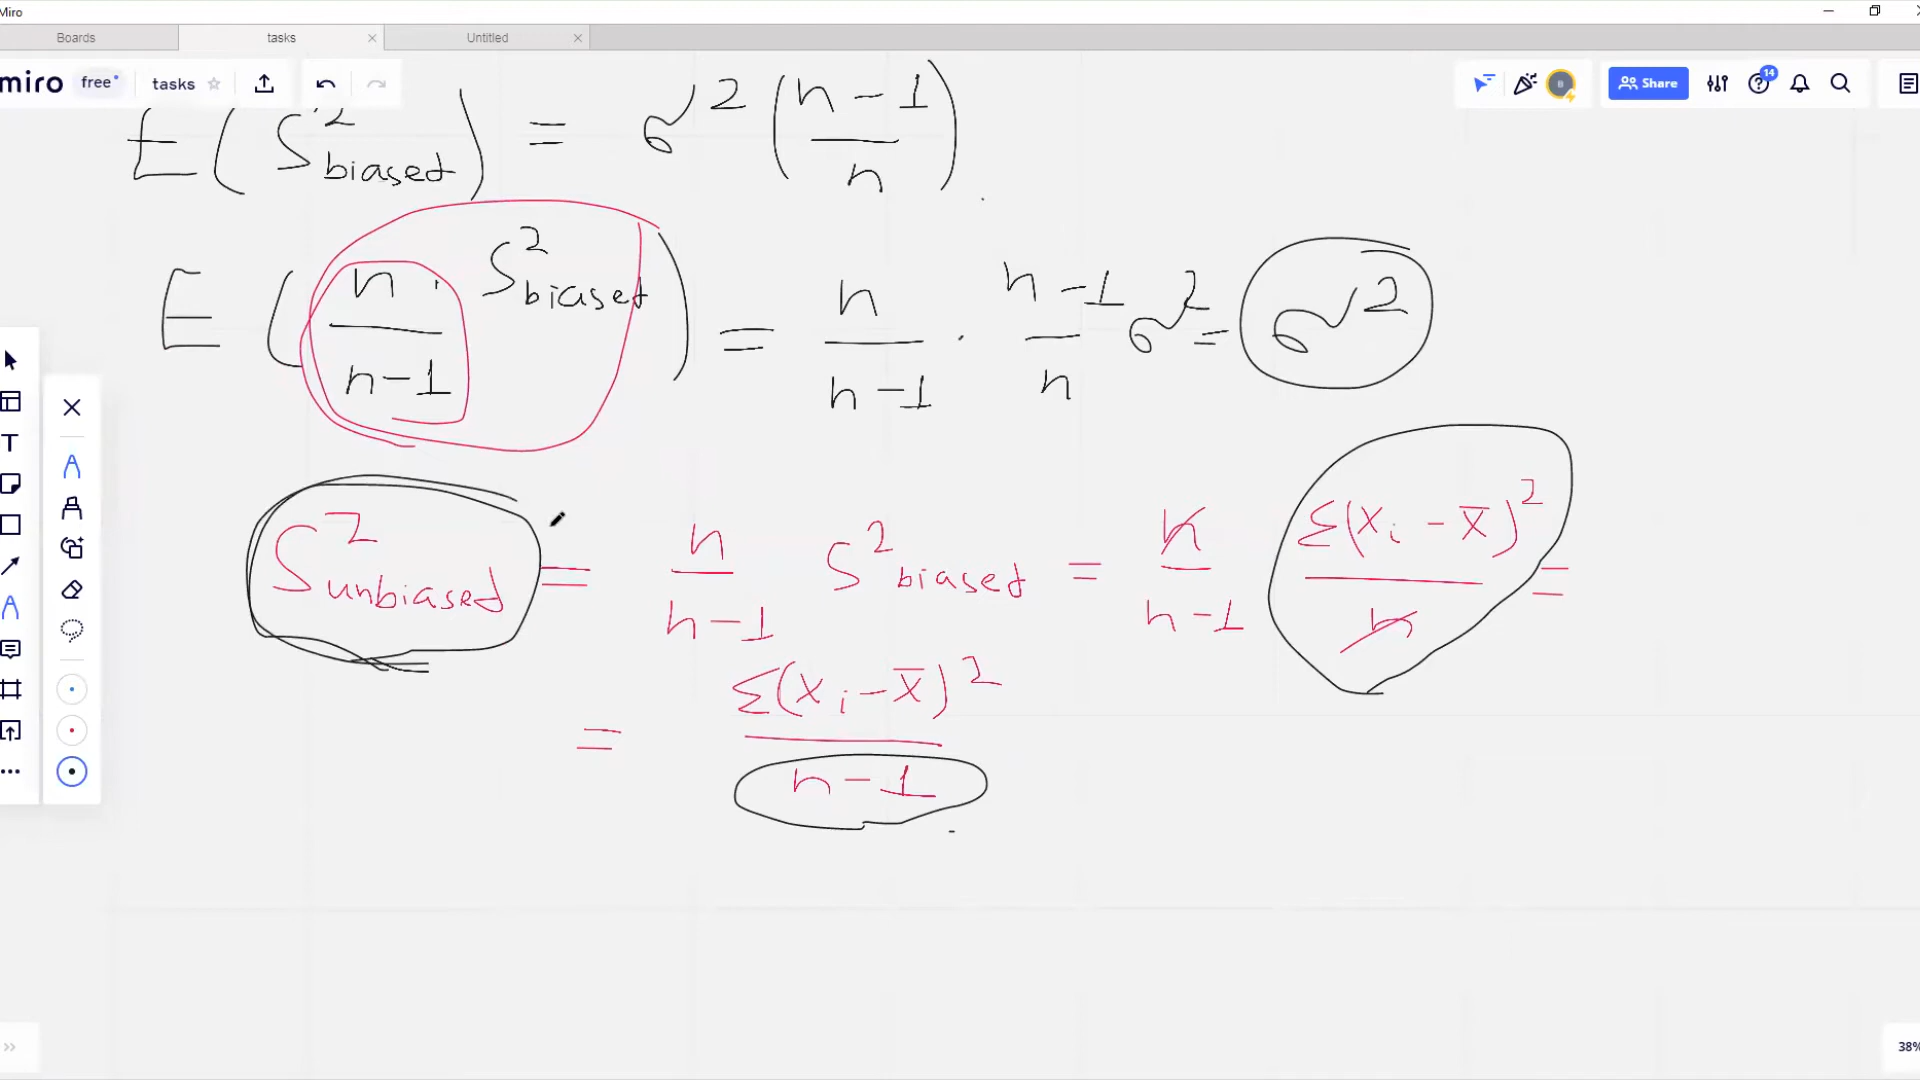 Miro
Boards tasks Untitled
miro free tasks Share 14
E(S²biased) = σ²((n-1)/n)
E(n/(n-1) · S²biased) = n/(n-1) · (n-1)/n σ² = σ²
S²unbiased = n/(n-1) S²biased = n/(n-1) Σ(xᵢ - x̅)²/n =
= Σ(xᵢ - x̅)²/(n-1)
38%